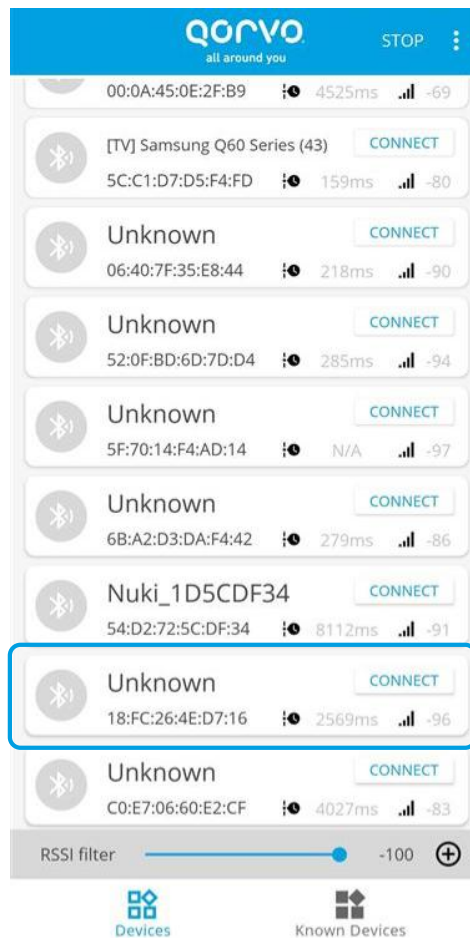 QORVO
all around you
STOP
00:0A:45:0E:2F:B9 4525ms -69
[TV] Samsung Q60 Series (43) CONNECT
5C:C1:D7:D5:F4:FD 159ms -80
Unknown CONNECT
06:40:7F:35:E8:44 218ms -90
Unknown CONNECT
52:0F:BD:6D:7D:D4 285ms -94
Unknown CONNECT
5F:70:14:F4:AD:14 N/A -97
Unknown CONNECT
6B:A2:D3:DA:F4:42 279ms -86
Nuki_1D5CDF34 CONNECT
54:D2:72:5C:DF:34 8112ms -91
Unknown CONNECT
18:FC:26:4E:D7:16 2569ms -96
Unknown CONNECT
C0:E7:06:60:E2:CF 4027ms -83
RSSI filter -100
Devices Known Devices